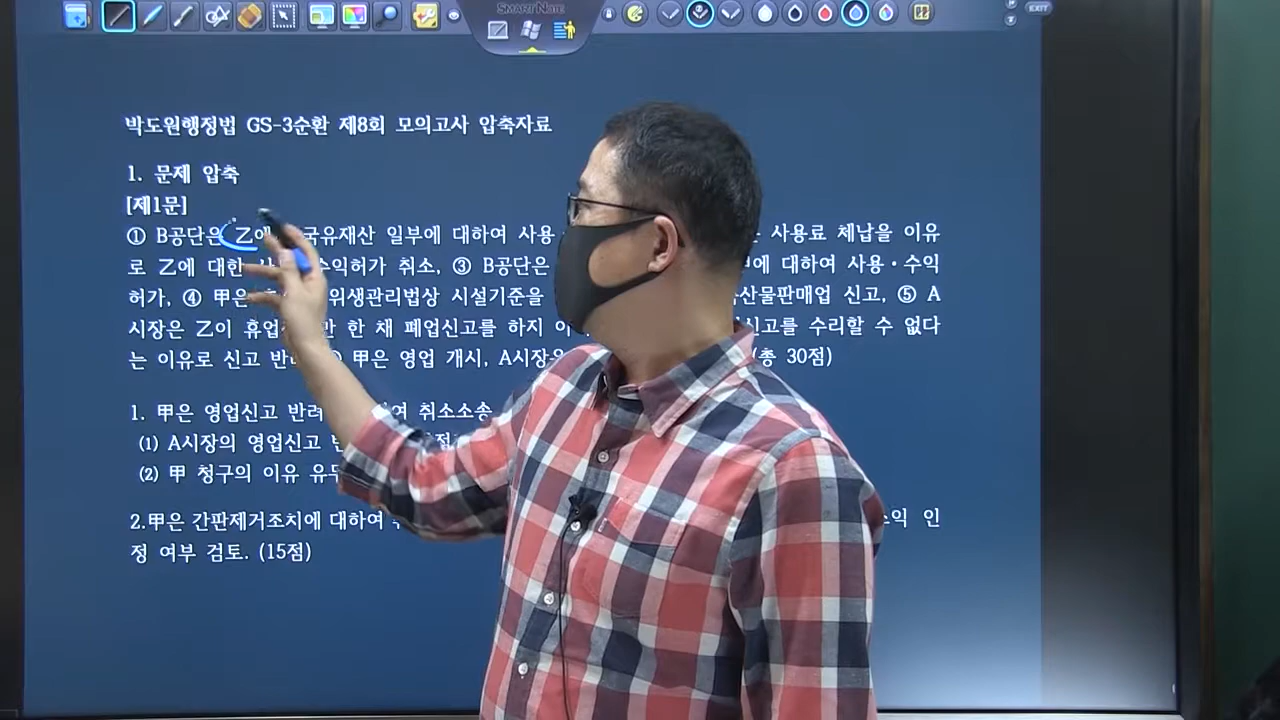 SMARTNOTE
EXIT
박도원행정법 GS-3순환 제8회 모의고사 압축자료
1. 문제 압축
[제1문]
① B공단은 乙에 국유재산 일부에 대하여 사용 사용료 체납을 이유
로 乙에 대한 수익허가 취소, ③ B공단은 에 대하여 사용·수익
허가, ④ 甲은 위생관리법상 시설기준을 산물판매업 신고, ⑤ A
시장은 乙이 휴업 만 한 채 폐업신고를 하지 신고를 수리할 수 없다
는 이유로 신고 반려 甲은 영업 개시, A시장은 (총 30점)
1. 甲은 영업신고 반려 여 취소소송
(1) A시장의 영업신고
(2) 甲 청구의 이유 유무
2.甲은 간판제거조치에 대하여 소익 인
정 여부 검토. (15점)